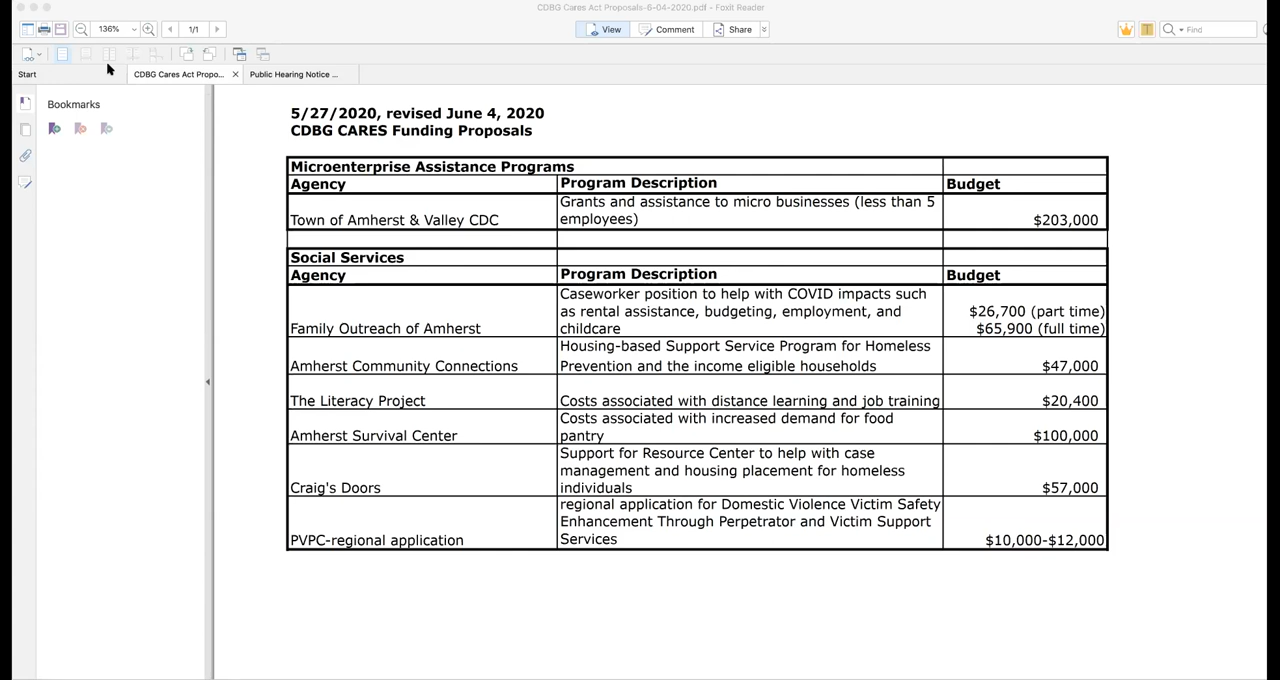 CDBG Cares Act Proposals-6-04-2020.pdf - Foxit Reader
136%
1/1
View
Comment
Share
Find
Start
CDBG Cares Act Propo...
Public Hearing Notice ...
Bookmarks
5/27/2020, revised June 4, 2020
CDBG CARES Funding Proposals
Microenterprise Assistance Programs
Agency Program Description Budget
Grants and assistance to micro businesses (less than 5
Town of Amherst & Valley CDC employees) $203,000
Social Services
Agency Program Description Budget
Caseworker position to help with COVID impacts such
as rental assistance, budgeting, employment, and $26,700 (part time)
Family Outreach of Amherst childcare $65,900 (full time)
Housing-based Support Service Program for Homeless
Amherst Community Connections Prevention and the income eligible households $47,000
The Literacy Project Costs associated with distance learning and job training $20,400
Costs associated with increased demand for food
Amherst Survival Center pantry $100,000
Support for Resource Center to help with case
management and housing placement for homeless
Craig's Doors individuals $57,000
regional application for Domestic Violence Victim Safety
Enhancement Through Perpetrator and Victim Support
PVPC-regional application Services $10,000-$12,000